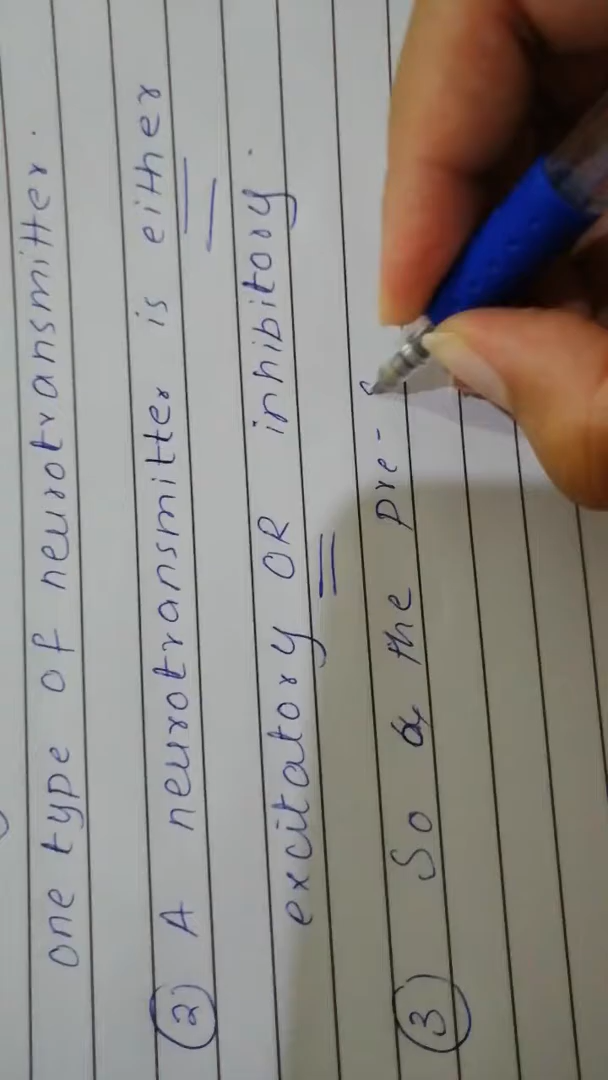 one type of neurotransmitter.
② A neurotransmitter is either
excitatory OR inhibitory.
③ So the pre-